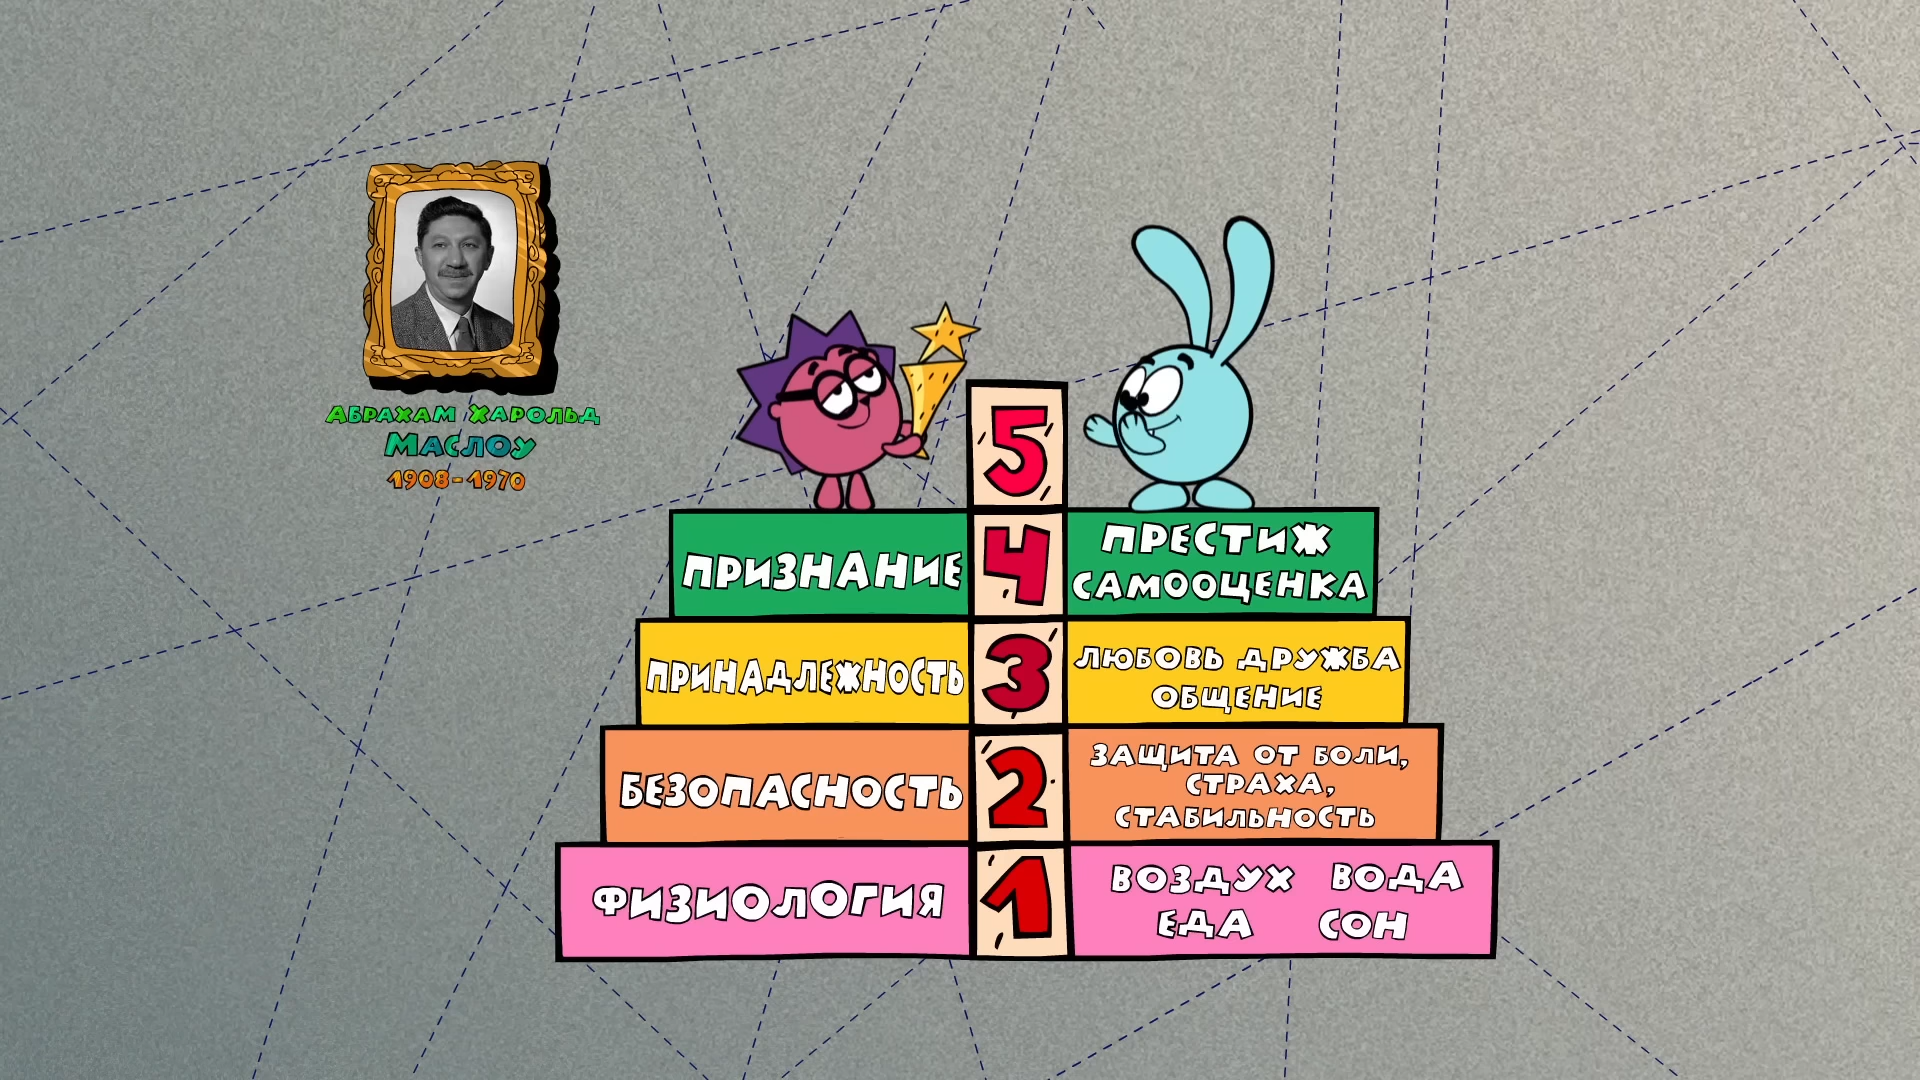 Абрахам Харольд
Маслоу
1908-1970
5
ПРИЗНАНИЕ
4
ПРЕСТИЖ
САМООЦЕНКА
ПРИНАДЛЕЖНОСТЬ
3
ЛЮБОВЬ ДРУЖБА
ОБЩЕНИЕ
БЕЗОПАСНОСТЬ
2
ЗАЩИТА ОТ БОЛИ,
СТРАХА,
СТАБИЛЬНОСТЬ
ФИЗИОЛОГИЯ
1
ВОЗДУХ ВОДА
ЕДА СОН